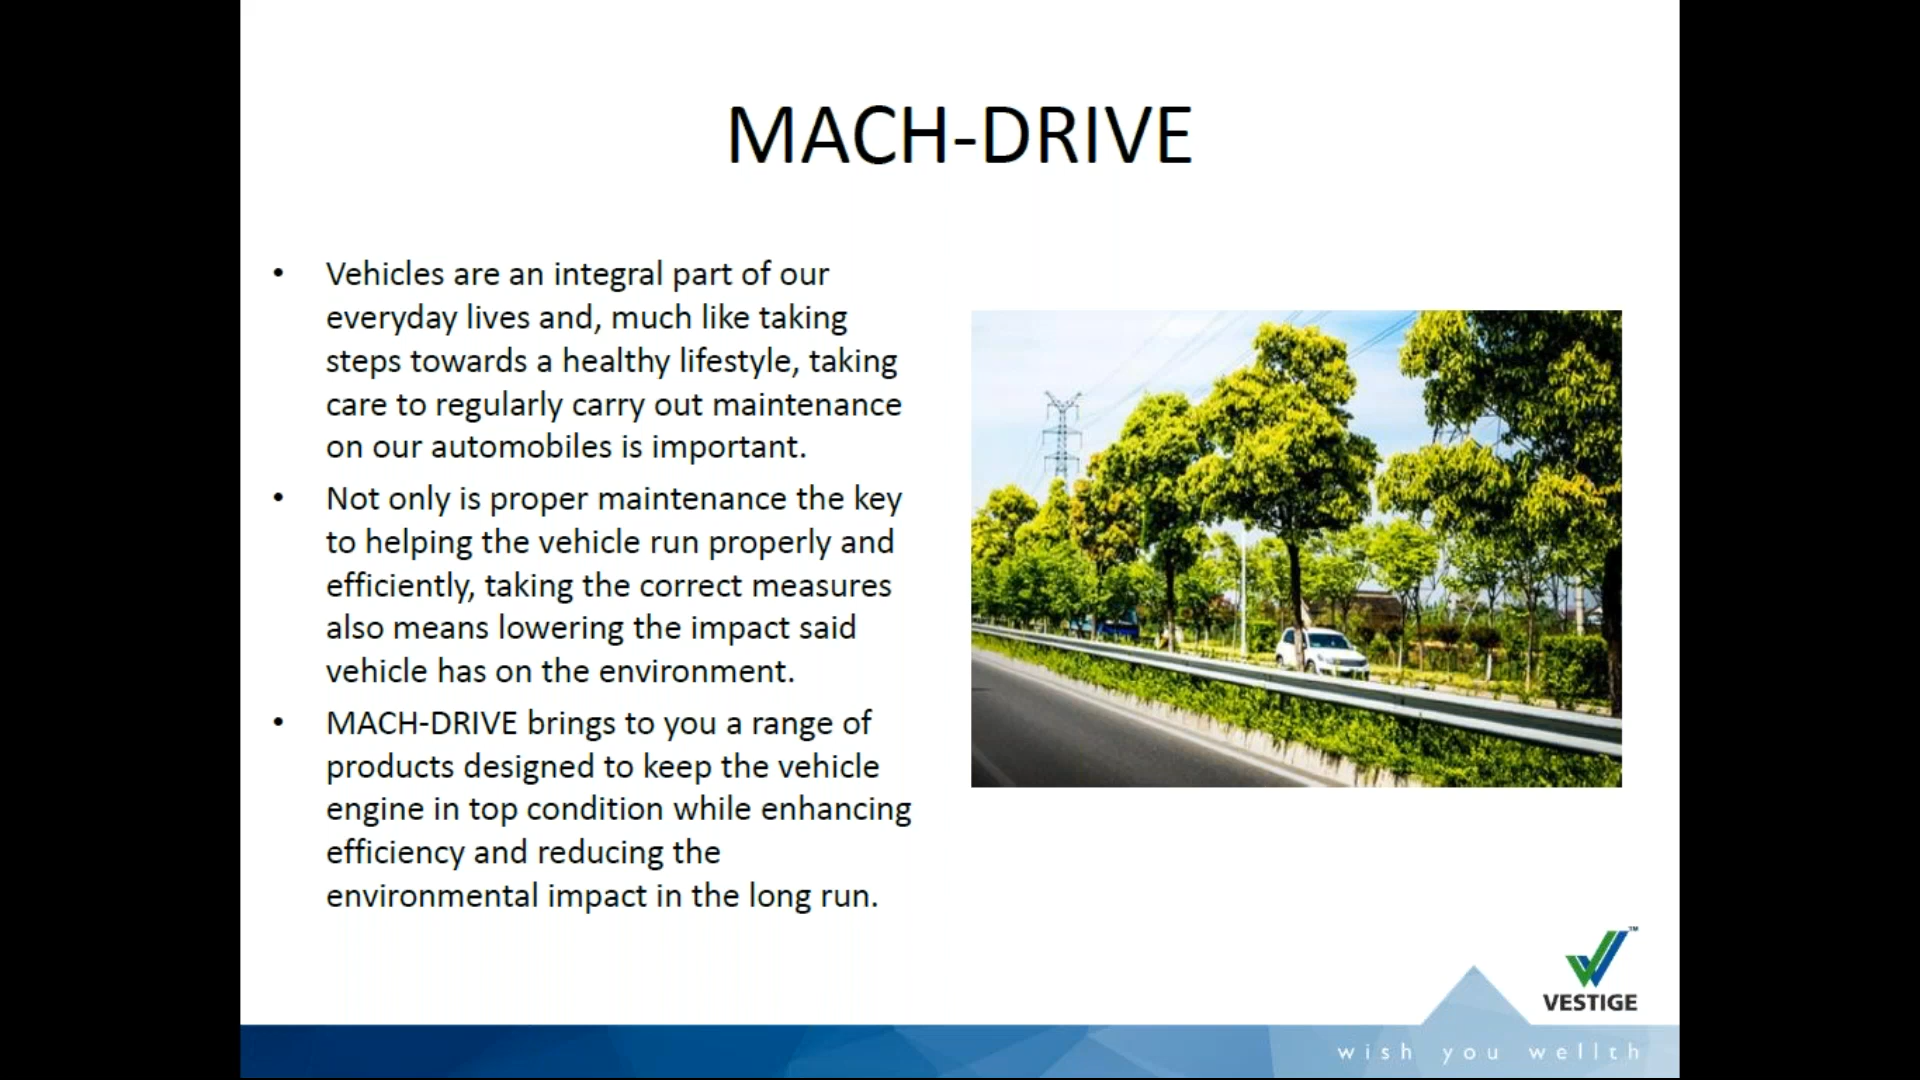 MACH-DRIVE
• Vehicles are an integral part of our
everyday lives and, much like taking
steps towards a healthy lifestyle, taking
care to regularly carry out maintenance
on our automobiles is important.
• Not only is proper maintenance the key
to helping the vehicle run properly and
efficiently, taking the correct measures
also means lowering the impact said
vehicle has on the environment.
• MACH-DRIVE brings to you a range of
products designed to keep the vehicle
engine in top condition while enhancing
efficiency and reducing the
environmental impact in the long run.
TM
VESTIGE
wish you wellth